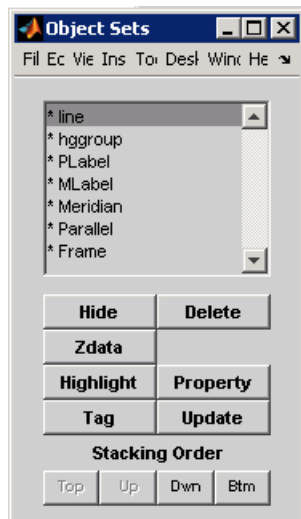 Object Sets
Fil Ec Vie Ins To Desl Wind He
* line
* hggroup
* PLabel
* MLabel
* Meridian
* Parallel
* Frame
Hide Delete
Zdata
Highlight Property
Tag Update
Stacking Order
Top Up Dwn Btm